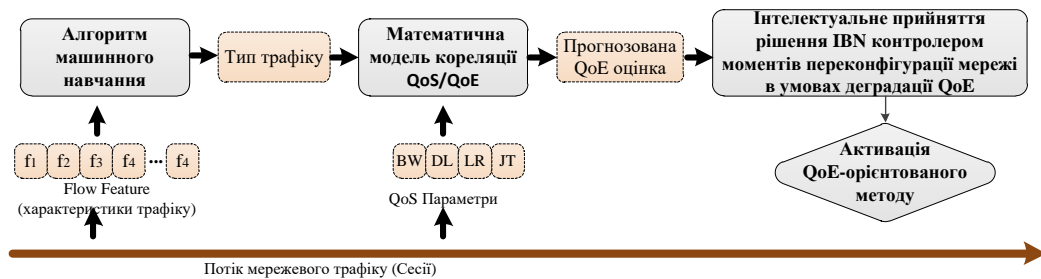 Алгоритм
машинного
навчання
Тип трафіку
Математична
модель кореляції
QoS/QoE
Прогнозована
QoE оцінка
Інтелектуальне прийняття
рішення IBN контролером
моментів переконфігурації мережі
в умовах деградації QoE
f1 f2 f3 f4 ... f4
Flow Feature
(характеристики трафіку)
BW DL LR JT
QoS Параметри
Активація
QoE-орієнтованого
методу
Потік мережевого трафіку (Сесії)